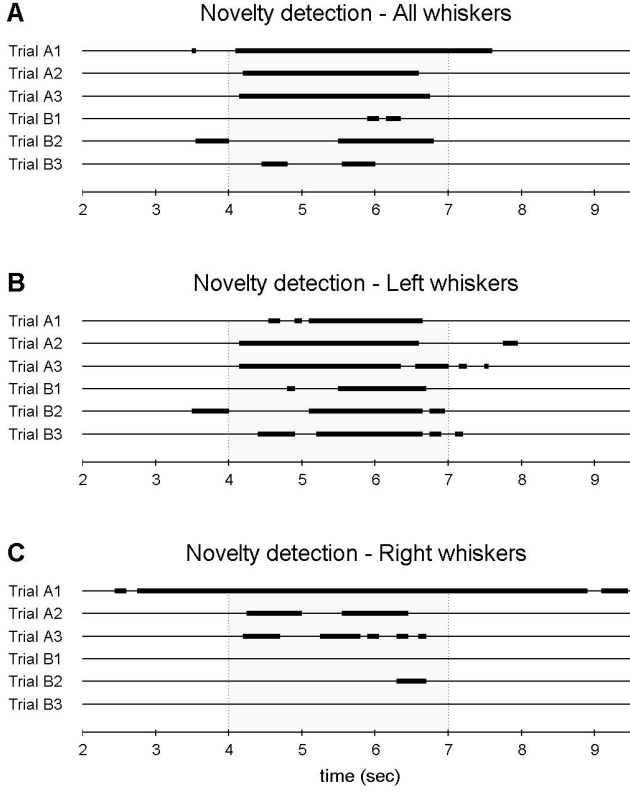 A
Novelty detection - All whiskers
Trial A1
Trial A2
Trial A3
Trial B1
Trial B2
Trial B3
2 3 4 5 6 7 8 9
B
Novelty detection - Left whiskers
Trial A1
Trial A2
Trial A3
Trial B1
Trial B2
Trial B3
2 3 4 5 6 7 8 9
C
Novelty detection - Right whiskers
Trial A1
Trial A2
Trial A3
Trial B1
Trial B2
Trial B3
2 3 4 5 6 7 8 9
time (sec)